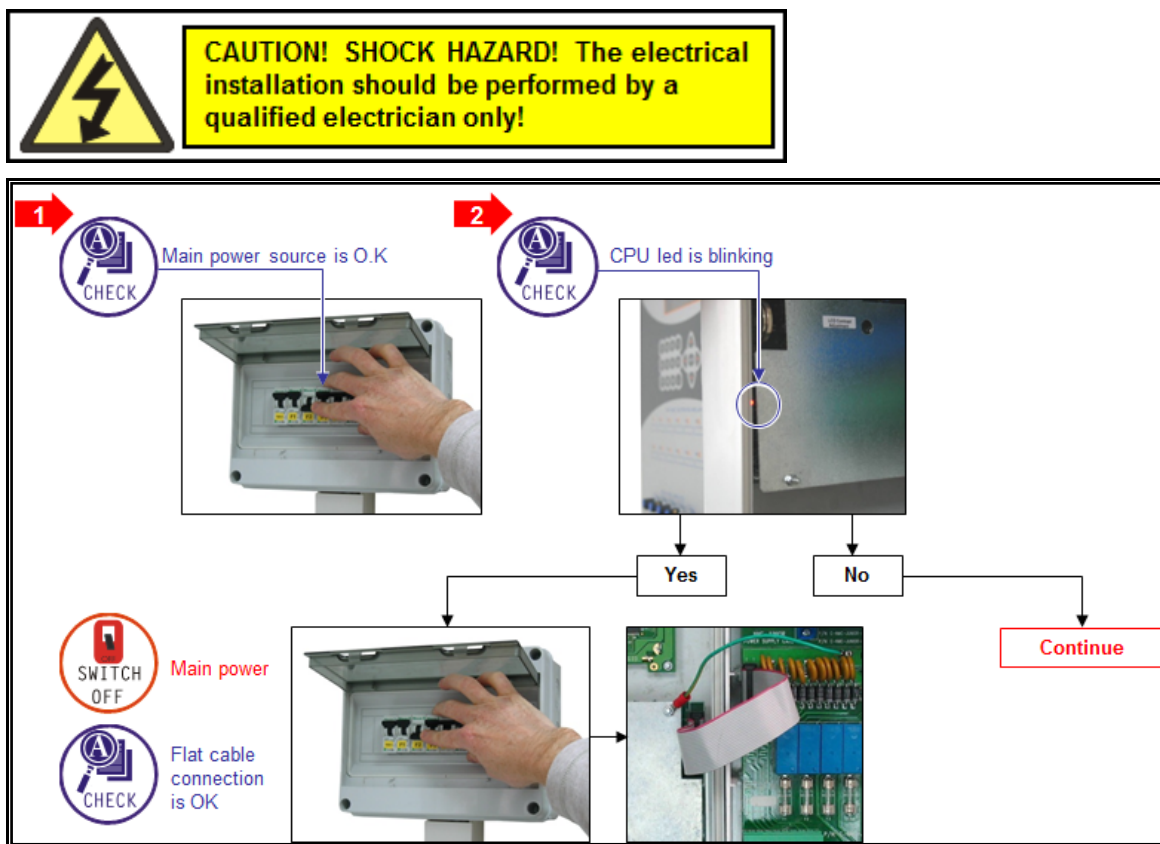 CAUTION! SHOCK HAZARD! The electrical
installation should be performed by a
qualified electrician only!
1
CHECK
Main power source is O.K
2
CHECK
CPU led is blinking
Yes
No
Continue
SWITCH
OFF
Main power
CHECK
Flat cable
connection
is OK